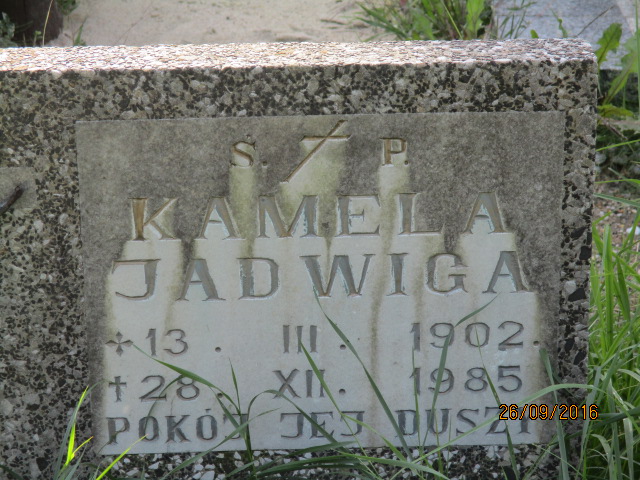 Ś. P.
KAMELA
JADWIGA
13. III. 1902.
† 28. XII. 1985
POKÓJ JEJ DUSZY
26/09/2016